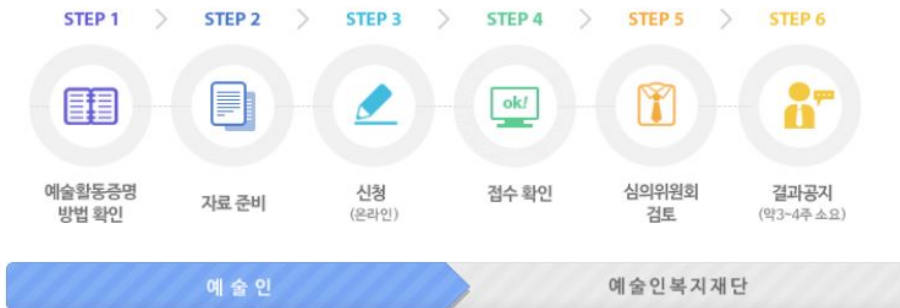 STEP 1
STEP 2
STEP 3
STEP 4
STEP 5
STEP 6
ok!
예술활동증명
방법 확인
자료 준비
신청
(온라인)
접수 확인
심의위원회
검토
결과공지
(약3~4주 소요)
예술인
예술인복지재단